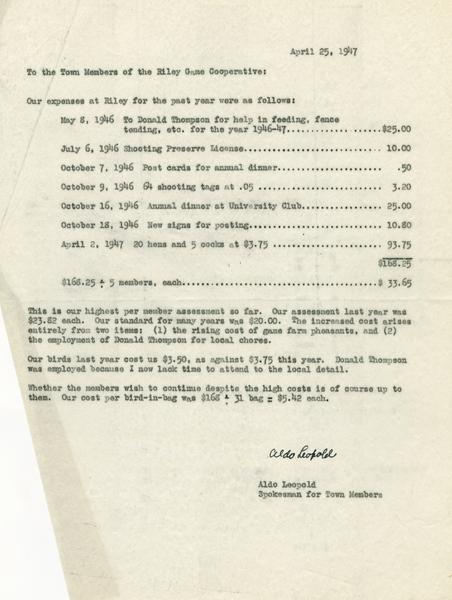 April 25, 1947
To the Town Members of the Riley Game Cooperative:
Our expenses at Riley for the past year were as follows:
May 8, 1946 To Donald Thompson for help in feeding, fence
tending, etc. for the year 1946-47..............$25.00
July 6, 1946 Shooting Preserve License.................... 10.00
October 7, 1946 Post cards for annual dinner.............. .50
October 9, 1946 64 shooting tags at .05 .................. 3.20
October 16, 1946 Annual dinner at University Club......... 25.00
October 18, 1946 New signs for posting.................... 10.80
April 2, 1947 20 hens and 5 cocks at $3.75 ............... 93.75
$168.25
$168.25 ÷ 5 members, each.................................$ 33.65
This is our highest per member assessment so far. Our assessment last year was
$23.82 each. Our standard for many years was $20.00. The increased cost arises
entirely from two items: (1) the rising cost of game farm pheasants, and (2)
the employment of Donald Thompson for local chores.
Our birds last year cost us $3.50, as against $3.75 this year. Donald Thompson
was employed because I now lack time to attend to the local detail.
Whether the members wish to continue despite the high costs is of course up to
them. Our cost per bird-in-bag was $168 ÷ 31 bag = $5.42 each.
Aldo Leopold
Aldo Leopold
Spokesman for Town Members